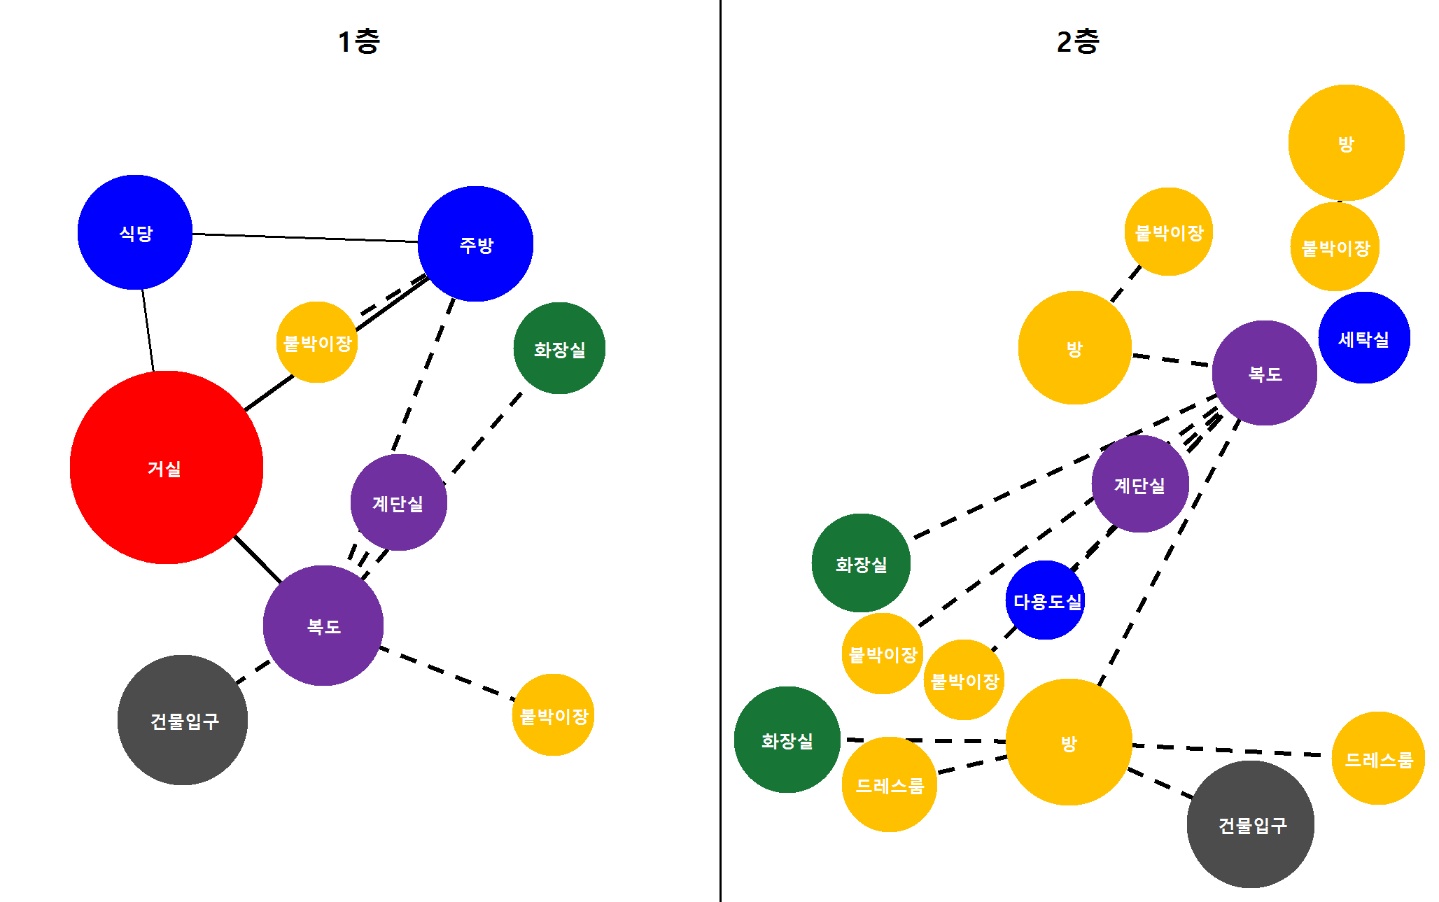 1층
식당
주방
붙박이장
화장실
거실
계단실
복도
건물입구
붙박이장
2층
방
붙박이장
붙박이장
세탁실
방
복도
계단실
화장실
다용도실
붙박이장
붙박이장
화장실
방
드레스룸
드레스룸
건물입구